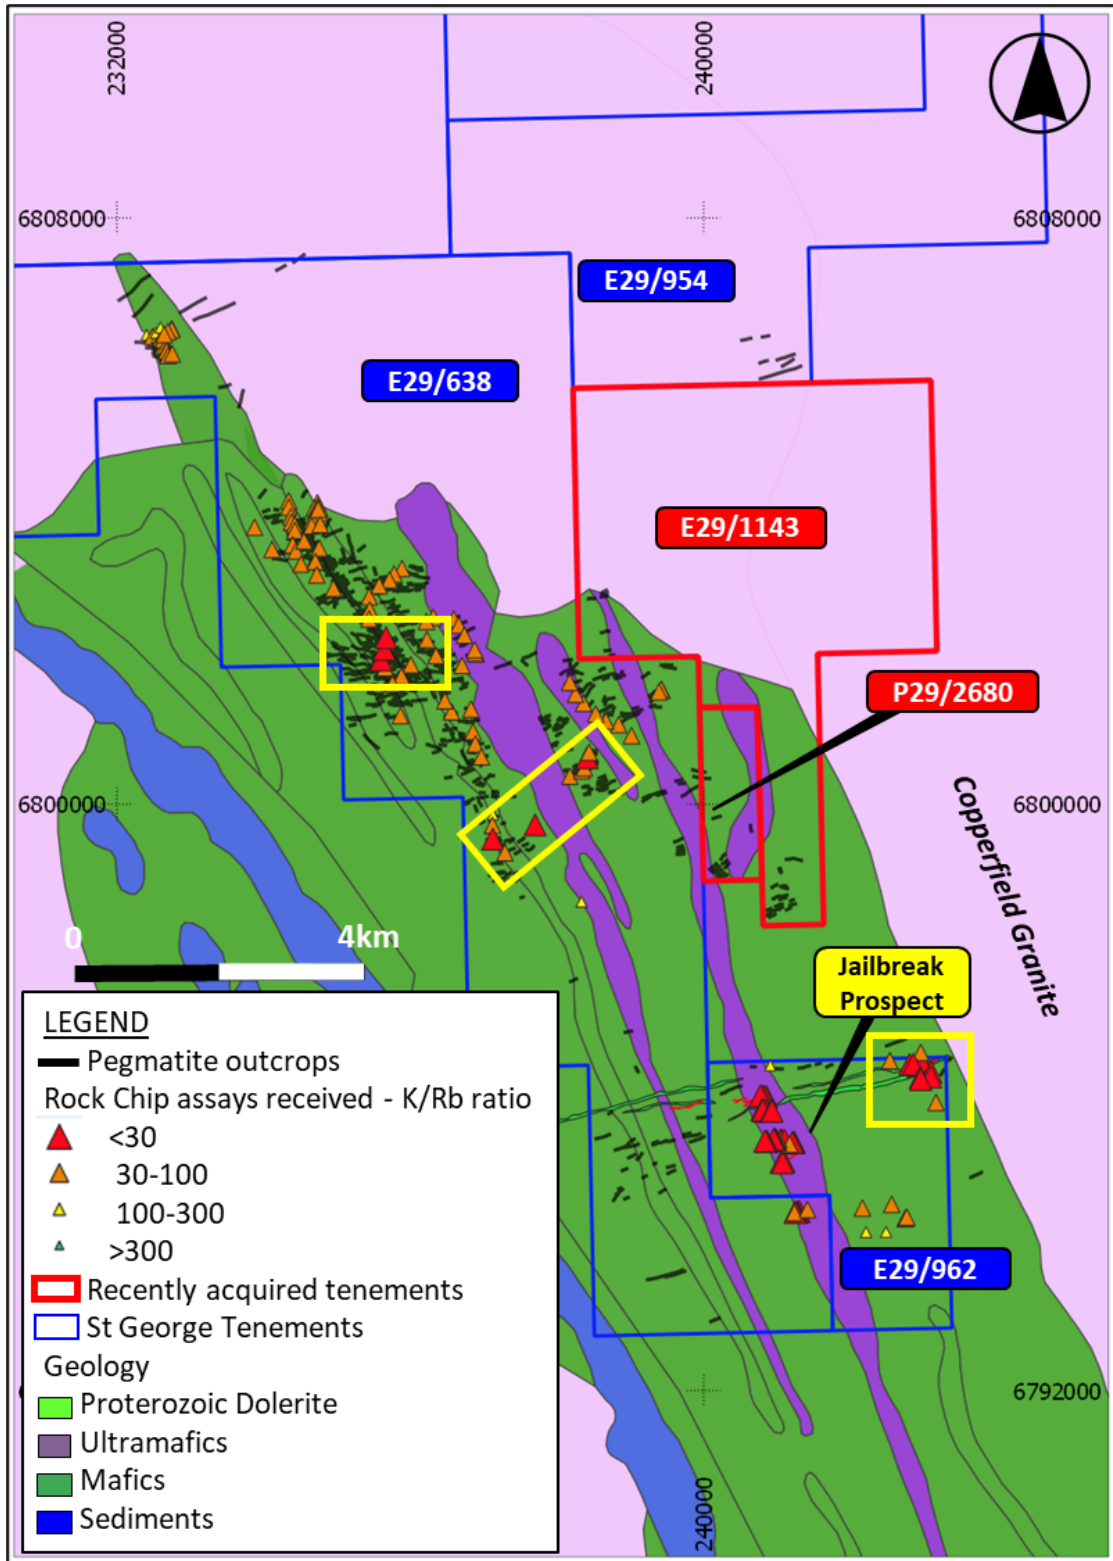 232000
240000
6808000
6808000
E29/954
E29/638
E29/1143
P29/2680
6800000
6800000
Copperfield Granite
0
4km
Jailbreak
Prospect
LEGEND
Pegmatite outcrops
Rock Chip assays received - K/Rb ratio
<30
30-100
100-300
>300
Recently acquired tenements
St George Tenements
Geology
Proterozoic Dolerite
Ultramafics
Mafics
Sediments
E29/962
6792000
240000